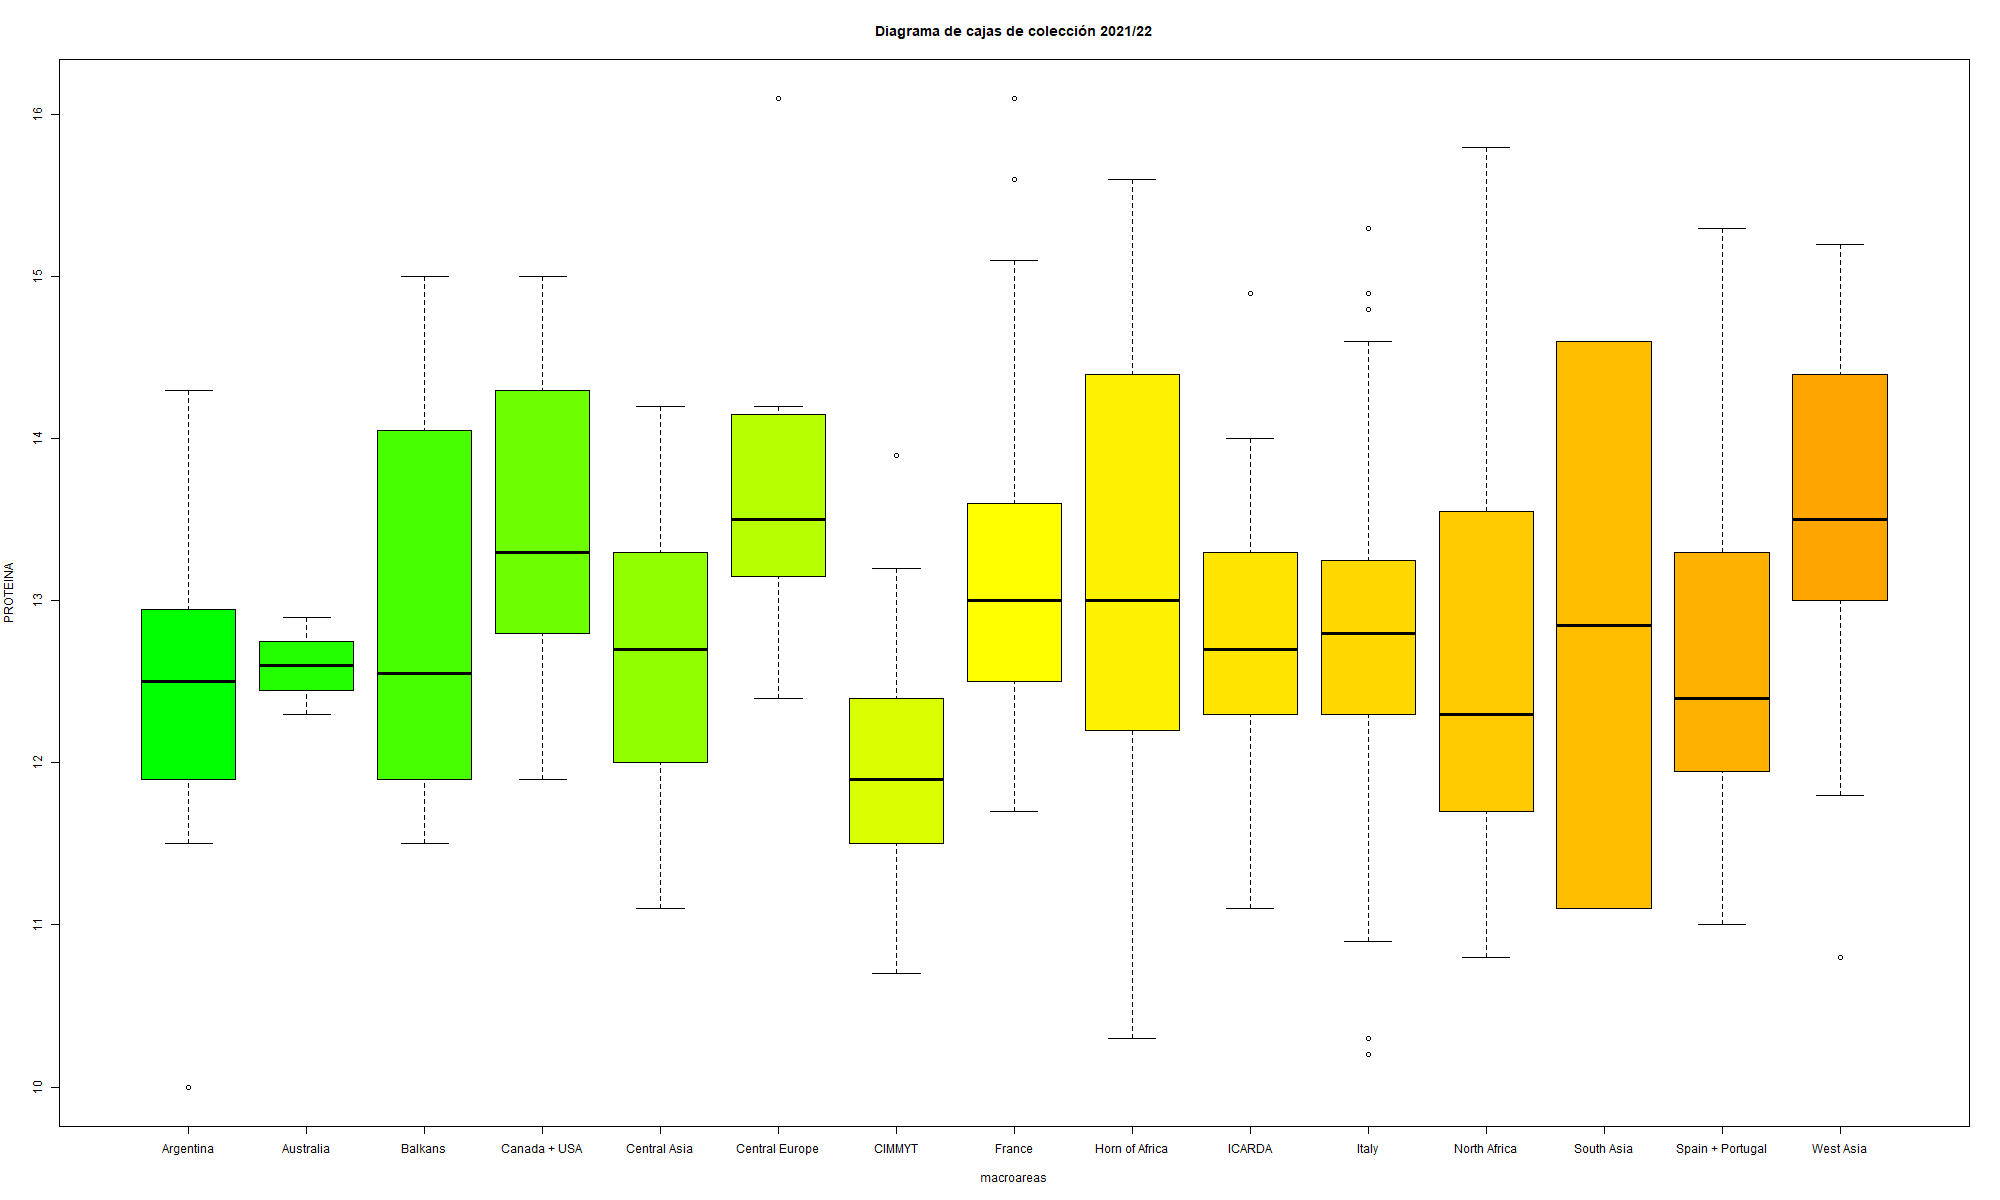 Diagrama de cajas de colección 2021/22
16
15
14
13
12
11
10
PROTEINA
Argentina Australia Balkans Canada + USA Central Asia Central Europe CIMMYT France Horn of Africa ICARDA Italy North Africa South Asia Spain + Portugal West Asia
macroareas